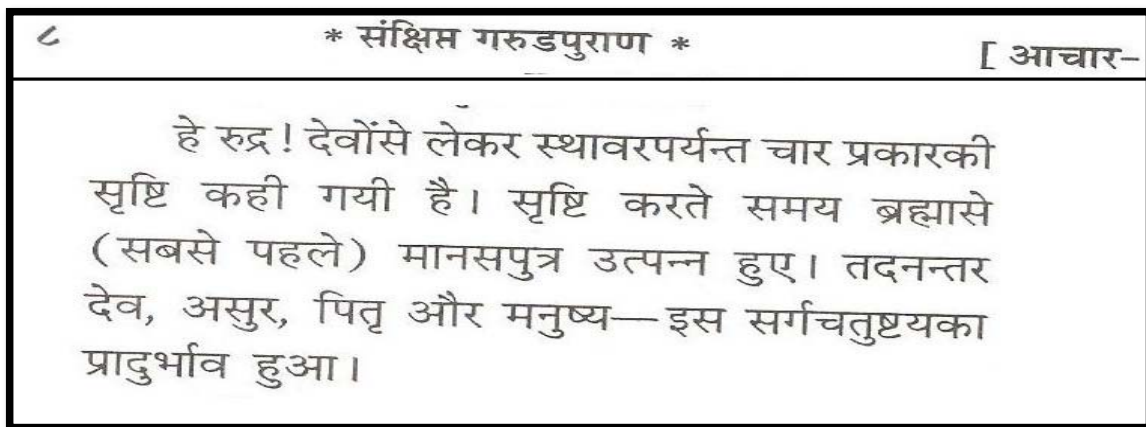 ८ * संक्षिप्त गरुडपुराण * [ आचार-
हे रुद्र! देवोंसे लेकर स्थावरपर्यन्त चार प्रकारकी
सृष्टि कही गयी है। सृष्टि करते समय ब्रह्मासे
(सबसे पहले) मानसपुत्र उत्पन्न हुए। तदनन्तर
देव, असुर, पितृ और मनुष्य—इस सर्गचतुष्टयका
प्रादुर्भाव हुआ।